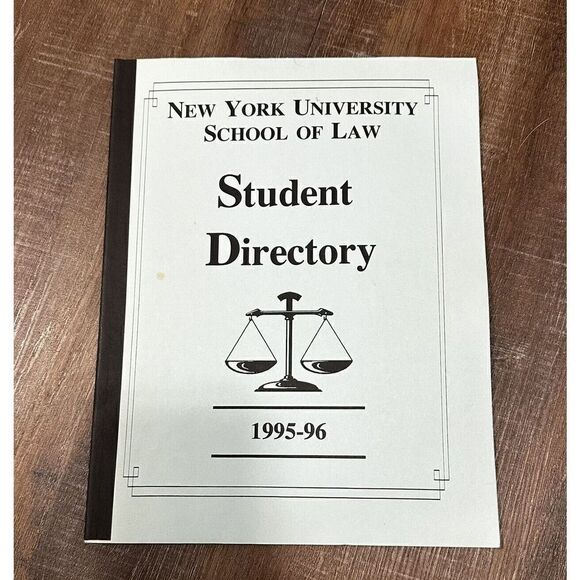 NEW YORK UNIVERSITY
SCHOOL OF LAW
Student
Directory
1995-96